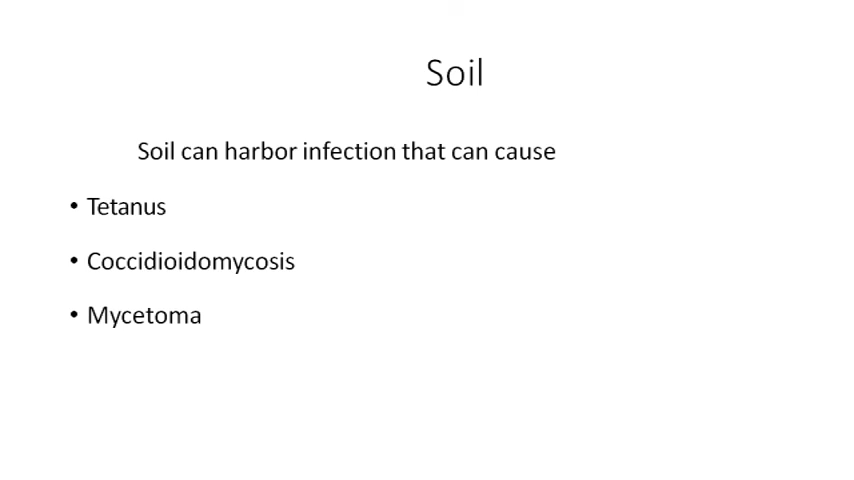 Soil
Soil can harbor infection that can cause
• Tetanus
• Coccidioidomycosis
• Mycetoma